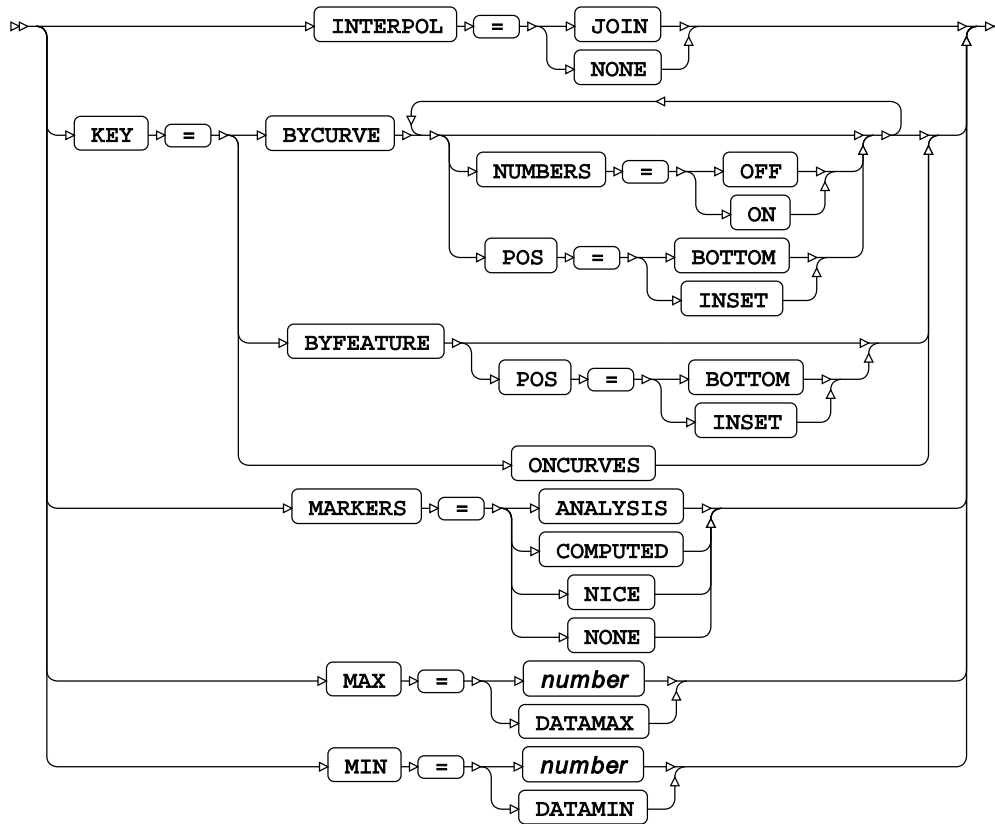 INTERPOL = JOIN
NONE
KEY = BYCURVE
NUMBERS = OFF
ON
POS = BOTTOM
INSET
BYFEATURE
POS = BOTTOM
INSET
ONCURVES
MARKERS = ANALYSIS
COMPUTED
NICE
NONE
MAX = number
DATAMAX
MIN = number
DATAMIN